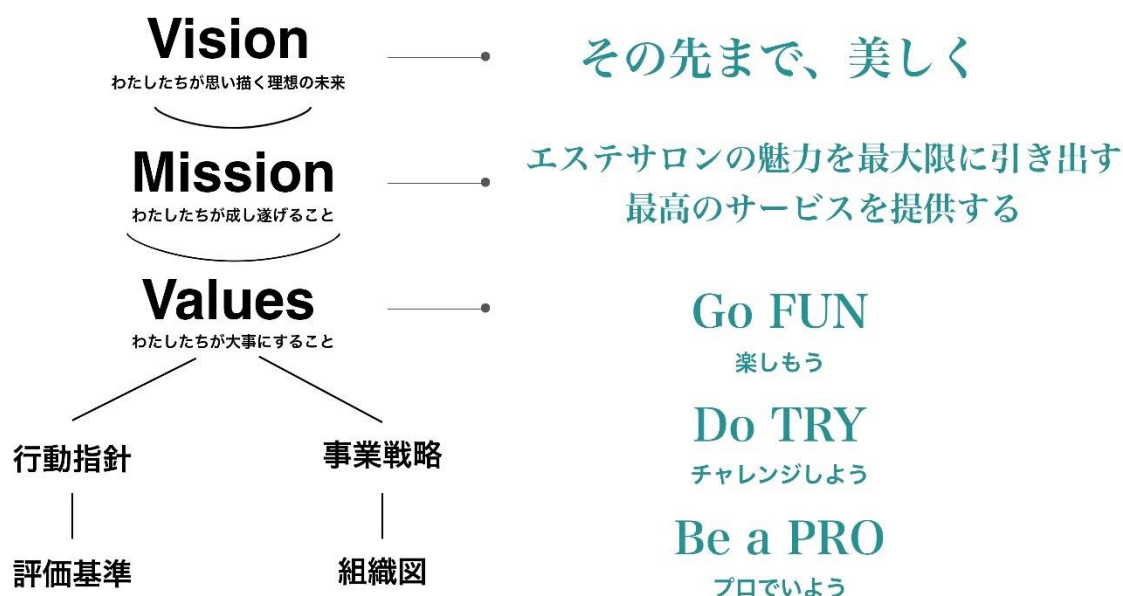 Vision
わたしたちが思い描く理想の未来
その先まで、美しく
Mission
わたしたちが成し遂げること
エステサロンの魅力を最大限に引き出す
最高のサービスを提供する
Values
わたしたちが大事にすること
Go FUN
楽しもう
Do TRY
チャレンジしよう
Be a PRO
プロでいよう
行動指針
事業戦略
評価基準
組織図